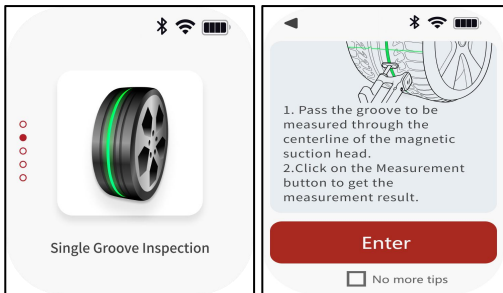 Single Groove Inspection
1. Pass the groove to be
measured through the
centerline of the magnetic
suction head.
2.Click on the Measurement
button to get the
measurement result.
Enter
No more tips